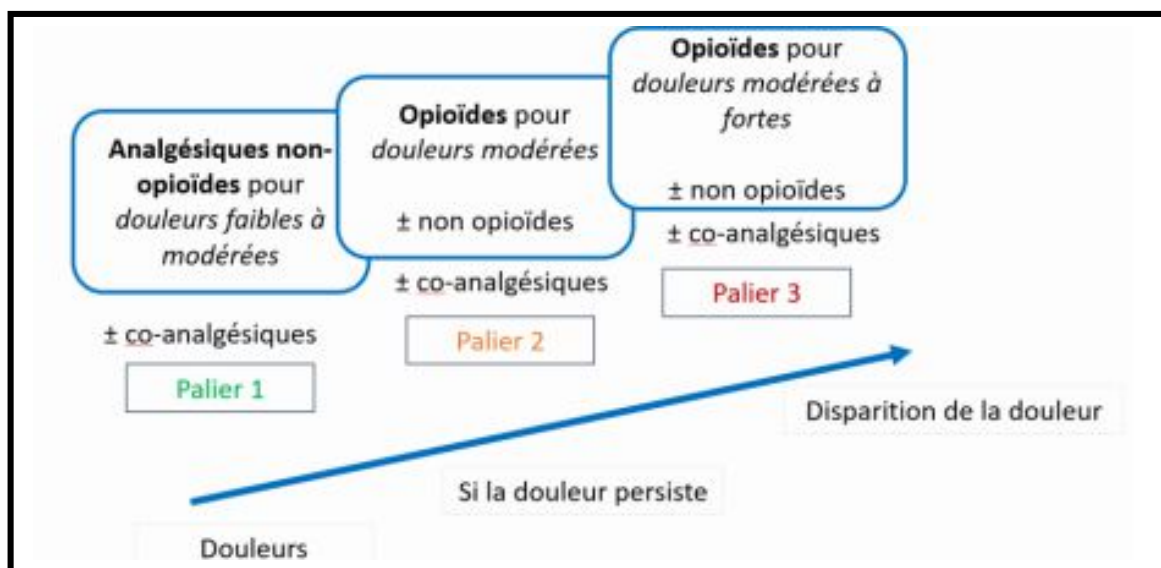 Analgésiques non-
opioïdes pour
douleurs faibles à
modérées
± co-analgésiques
Palier 1
Opioïdes pour
douleurs modérées
± non opioïdes
± co-analgésiques
Palier 2
Opioïdes pour
douleurs modérées à
fortes
± non opioïdes
± co-analgésiques
Palier 3
Douleurs
Si la douleur persiste
Disparition de la douleur